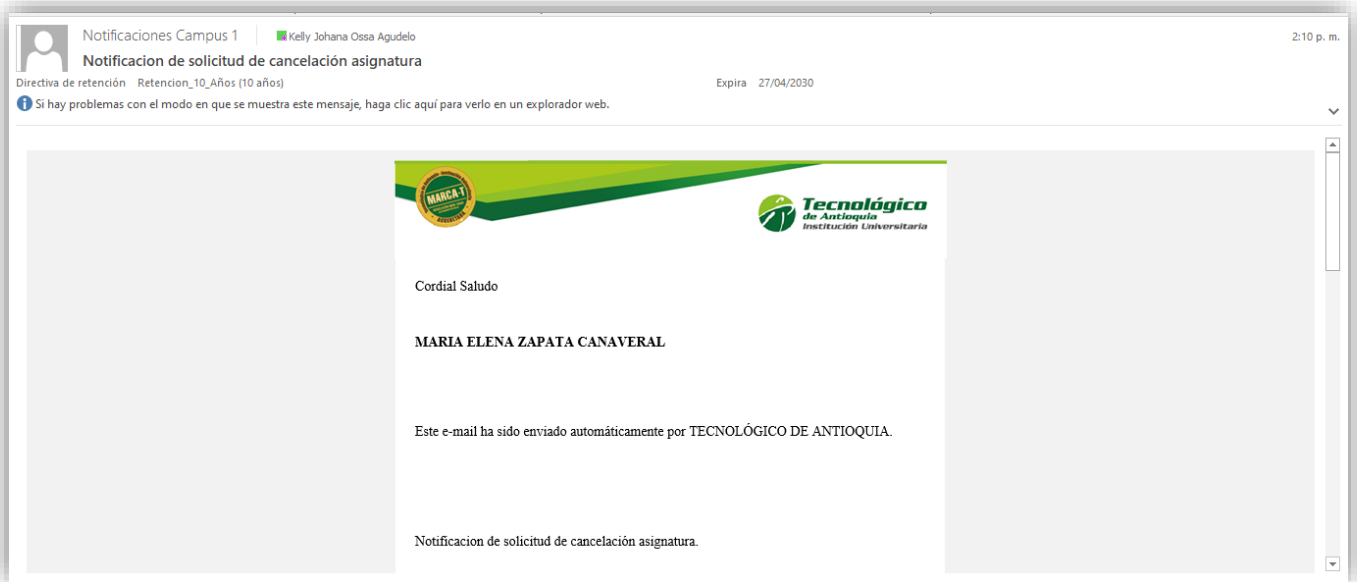 Notificaciones Campus 1 Kelly Johana Ossa Agudelo 2:10 p. m.
Notificacion de solicitud de cancelación asignatura
Directiva de retención Retencion_10_Años (10 años) Expira 27/04/2030
Si hay problemas con el modo en que se muestra este mensaje, haga clic aquí para verlo en un explorador web.
MARCA-T
Tecnológico
de Antioquia
Institución Universitaria
Cordial Saludo
MARIA ELENA ZAPATA CANAVERAL
Este e-mail ha sido enviado automáticamente por TECNOLÓGICO DE ANTIOQUIA.
Notificacion de solicitud de cancelación asignatura.